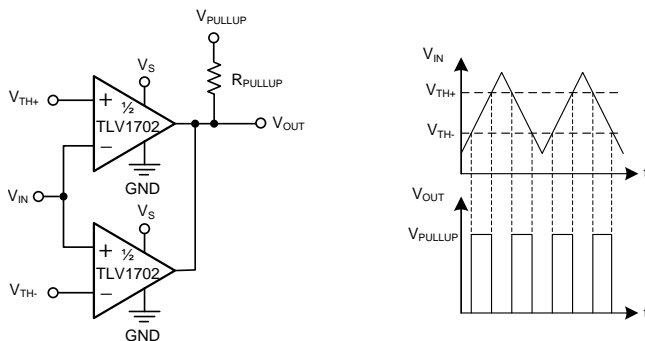 VPULLUP
RPULLUP
VS
VTH+
+
½
TLV1702
−
VOUT
GND
VIN
VS
+
½
TLV1702
VTH-
−
GND
VIN
VTH+
VTH-
t
VOUT
VPULLUP
t